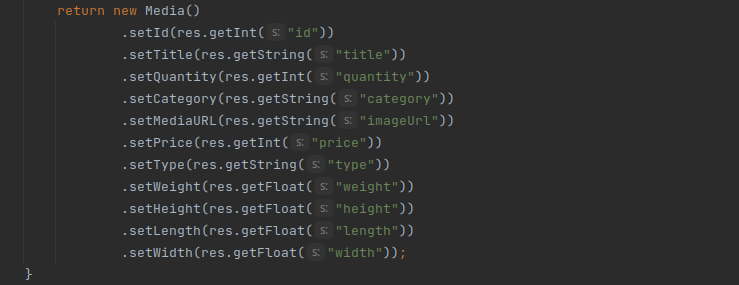 return new Media()
.setId(res.getInt( s: "id"))
.setTitle(res.getString( s: "title"))
.setQuantity(res.getInt( s: "quantity"))
.setCategory(res.getString( s: "category"))
.setMediaURL(res.getString( s: "imageUrl"))
.setPrice(res.getInt( s: "price"))
.setType(res.getString( s: "type"))
.setWeight(res.getFloat( s: "weight"))
.setHeight(res.getFloat( s: "height"))
.setLength(res.getFloat( s: "length"))
.setWidth(res.getFloat( s: "width"));
}